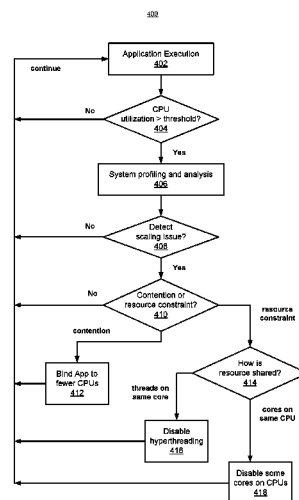 400
Application Execution
402
continue
CPU
utilization > threshold?
404
No
Yes
System profiling and analysis
406
Detect
scaling issue?
408
No
Yes
Contention or
resource constraint?
410
No
contention
resource
constraint
Bind App to
fewer CPUs
412
How is
resource shared?
414
threads on
same core
cores on
same CPU
Disable
hyperthreading
416
Disable some
cores on CPUs
418